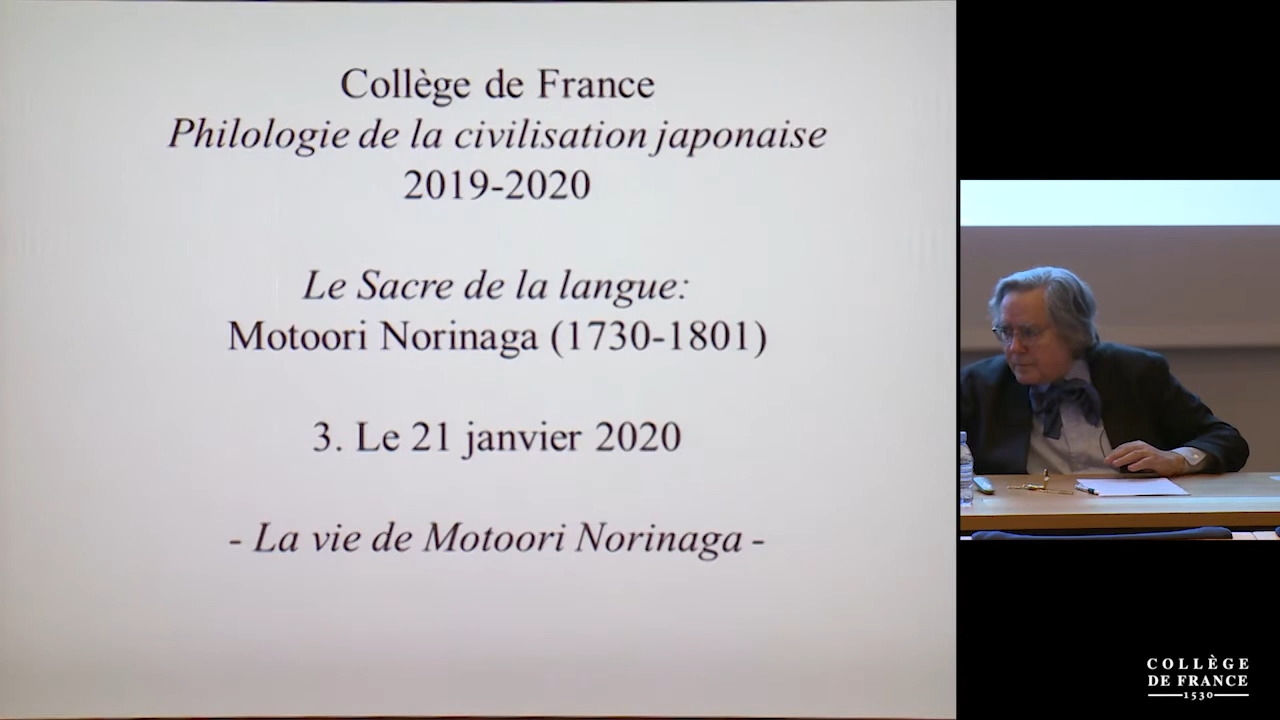 Collège de France
Philologie de la civilisation japonaise
2019-2020
Le Sacre de la langue:
Motoori Norinaga (1730-1801)
3. Le 21 janvier 2020
- La vie de Motoori Norinaga -
COLLÈGE
DE FRANCE
1530